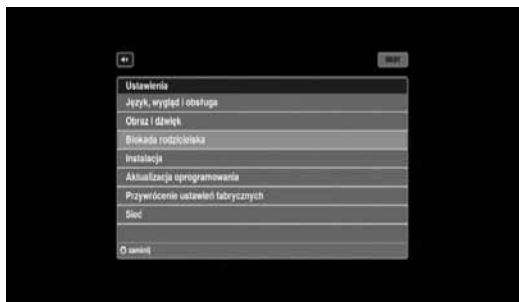 Ustawienia
Język, wygląd i obsługa
Obraz i dźwięk
Blokada rodzicielska
Instalacja
Aktualizacja oprogramowania
Przywrócenie ustawień fabrycznych
Sieć
zamknij